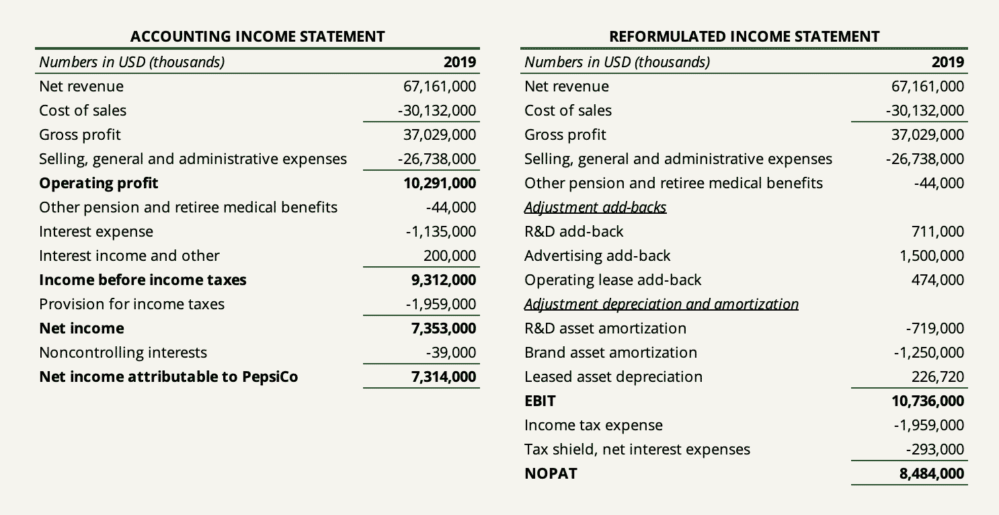 ACCOUNTING INCOME STATEMENT
Numbers in USD (thousands) 2019
Net revenue 67,161,000
Cost of sales -30,132,000
Gross profit 37,029,000
Selling, general and administrative expenses -26,738,000
Operating profit 10,291,000
Other pension and retiree medical benefits -44,000
Interest expense -1,135,000
Interest income and other 200,000
Income before income taxes 9,312,000
Provision for income taxes -1,959,000
Net income 7,353,000
Noncontrolling interests -39,000
Net income attributable to PepsiCo 7,314,000
REFORMULATED INCOME STATEMENT
Numbers in USD (thousands) 2019
Net revenue 67,161,000
Cost of sales -30,132,000
Gross profit 37,029,000
Selling, general and administrative expenses -26,738,000
Other pension and retiree medical benefits -44,000
Adjustment add-backs
R&D add-back 711,000
Advertising add-back 1,500,000
Operating lease add-back 474,000
Adjustment depreciation and amortization
R&D asset amortization -719,000
Brand asset amortization -1,250,000
Leased asset depreciation 226,720
EBIT 10,736,000
Income tax expense -1,959,000
Tax shield, net interest expenses -293,000
NOPAT 8,484,000